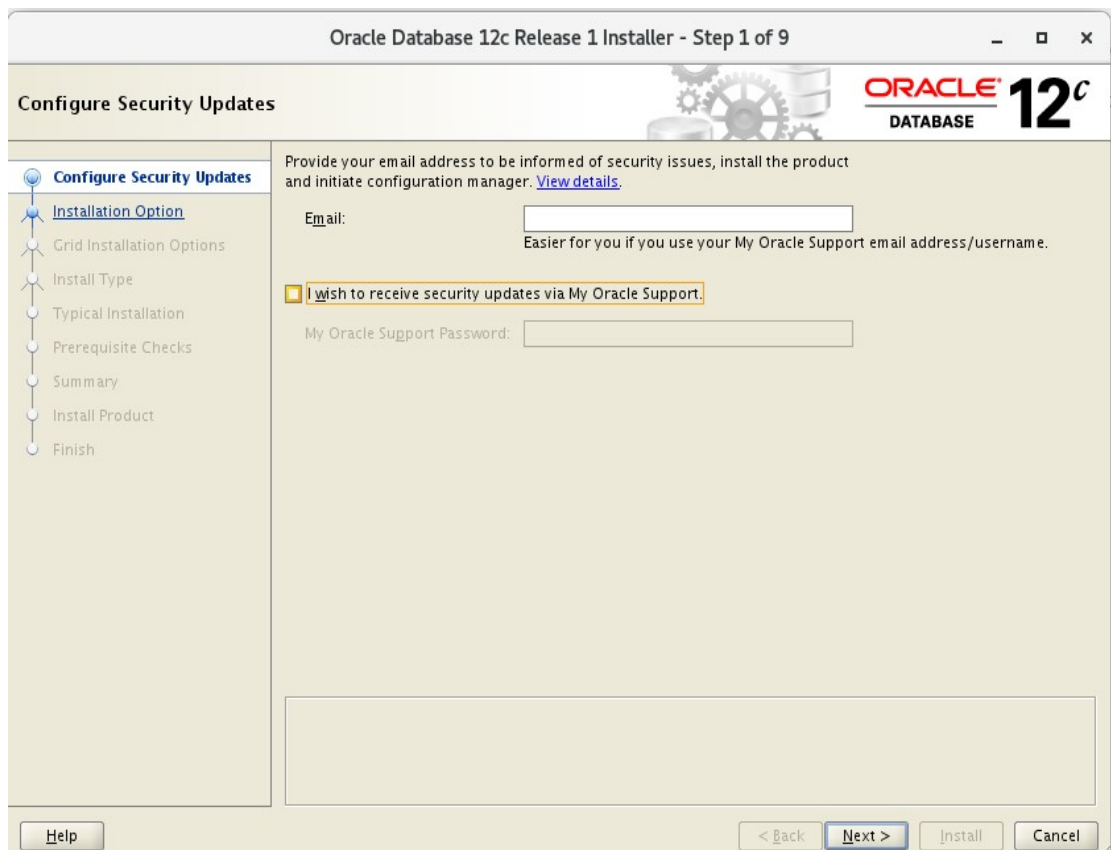 Oracle Database 12c Release 1 Installer - Step 1 of 9
Configure Security Updates
ORACLE DATABASE 12c
Configure Security Updates
Installation Option
Grid Installation Options
Install Type
Typical Installation
Prerequisite Checks
Summary
Install Product
Finish
Provide your email address to be informed of security issues, install the product
and initiate configuration manager. View details.
Email:
Easier for you if you use your My Oracle Support email address/username.
I wish to receive security updates via My Oracle Support.
My Oracle Support Password:
Help
< Back
Next >
Install
Cancel